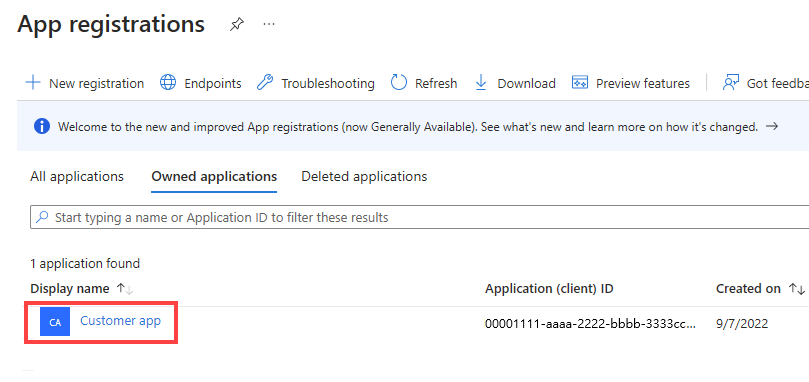 App registrations ...
New registration Endpoints Troubleshooting Refresh Download Preview features Got feedba
Welcome to the new and improved App registrations (now Generally Available). See what's new and learn more on how it's changed. →
All applications Owned applications Deleted applications
Start typing a name or Application ID to filter these results
1 application found
Display name ↑↓ Application (client) ID Created on ↑↓
CA Customer app 00001111-aaaa-2222-bbbb-3333cc... 9/7/2022